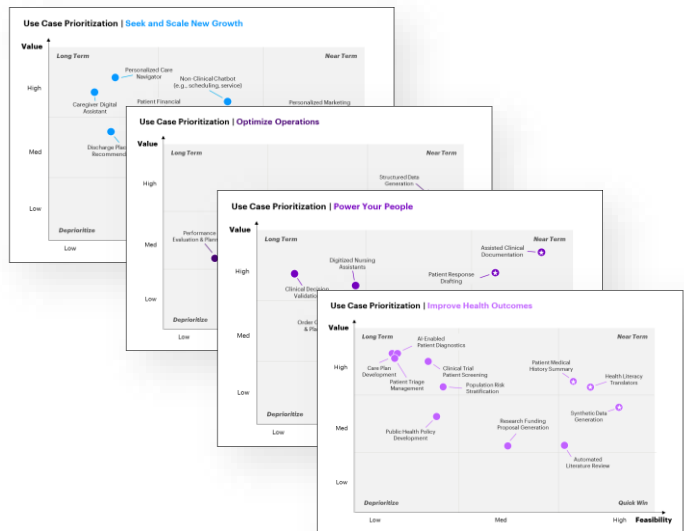 Use Case Prioritization | Seek and Scale New Growth
Value
Long Term
Near Term
Personalized Care
Navigator
Non-Clinical Chatbot
(e.g., scheduling, service)
High
Caregiver Digital
Assistant
Patient Financial
Personalized Marketing
Med
Low
Deprioritize
Low
Use Case Prioritization | Optimize Operations
Value
Long Term
Near Term
Structured Data
Generation
High
Performance
Med
Low
Deprioritize
Low
Use Case Prioritization | Power Your People
Value
Long Term
Near Term
Assisted Clinical
Documentation
Digitized Nursing
Assistants
High
Patient Response
Drafting
Clinical Decision
Med
Low
Deprioritize
Low
Use Case Prioritization | Improve Health Outcomes
Value
Long Term
Near Term
AI-Enabled
Patient Diagnostics
High
Care Plan
Development
Clinical Trial
Patient Screening
Patient Medical
History Summary
Health Literacy
Translators
Patient Triage
Management
Population Risk
Stratification
Synthetic Data
Generation
Med
Public Health Policy
Development
Research Funding
Proposal Generation
Automated
Literature Review
Low
Deprioritize
Quick Win
Low
Med
High
Feasibility